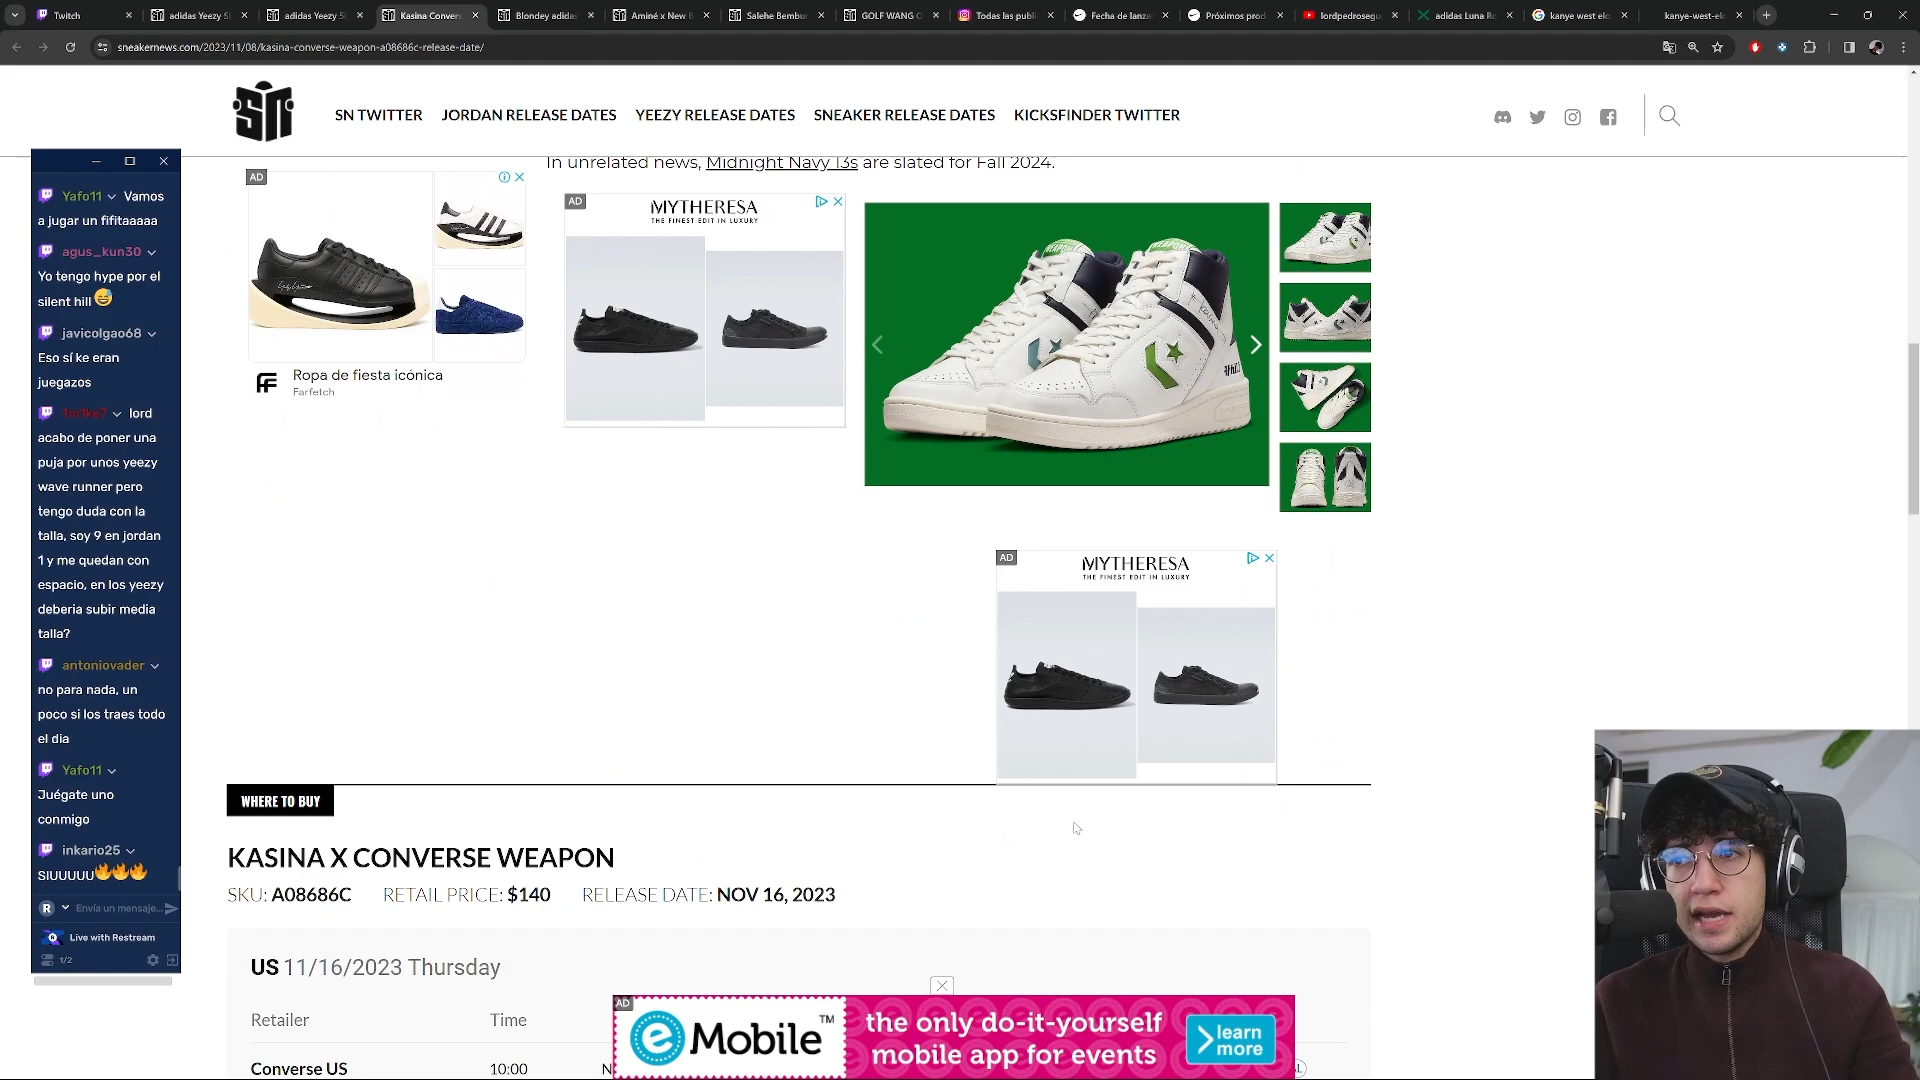 Twitch
adidas Yeezy Sl
adidas Yeezy 50
Kasina Convers
Blondey adidas
Aminé x New B
Salehe Bembur
GOLF WANG C
Todas las publi
Fecha de lanza
Próximos prod
lordpedrosegu
adidas Luna Ro
kanye west elo
kanye-west-elo
sneakernews.com/2023/11/08/kasina-converse-weapon-a08686c-release-date/
SN
SN TWITTER
JORDAN RELEASE DATES
YEEZY RELEASE DATES
SNEAKER RELEASE DATES
KICKSFINDER TWITTER
In unrelated news, Midnight Navy 13s are slated for Fall 2024.
AD
Ropa de fiesta icónica
Farfetch
AD
MYTHERESA
THE FINEST EDIT IN LUXURY
AD
MYTHERESA
THE FINEST EDIT IN LUXURY
Yafo11 Vamos
a jugar un fifitaaaaa
agus_kun30
Yo tengo hype por el
silent hill
javicolgao68
Eso sí ke eran
juegazos
lord
acabo de poner una
puja por unos yeezy
wave runner pero
tengo duda con la
talla, soy 9 en jordan
1 y me quedan con
espacio, en los yeezy
deberia subir media
talla?
antoniovader
no para nada, un
poco si los traes todo
el dia
Yafo11
Juégate uno
conmigo
inkario25
SIUUUUU
R Envía un mensaje...
Live with Restream
1/2
WHERE TO BUY
KASINA X CONVERSE WEAPON
SKU: A08686C RETAIL PRICE: $140 RELEASE DATE: NOV 16, 2023
US 11/16/2023 Thursday
Retailer Time
Converse US 10:00
AD
eMobile™
the only do-it-yourself
mobile app for events
learn
more